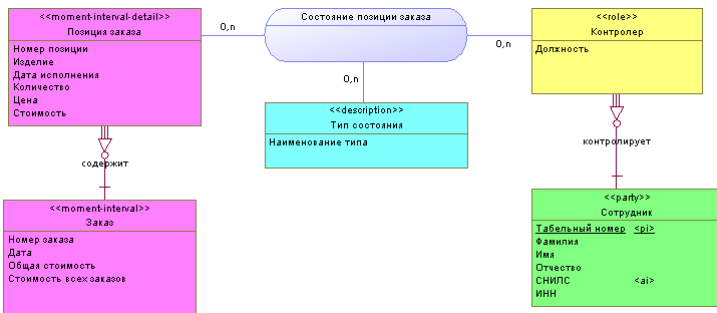 <<moment-interval-detail>>
Позиция заказа
Номер позиции
Изделие
Дата исполнения
Количество
Цена
Стоимость
0,n
Состояние позиции заказа
0,n
0,n
<<role>>
Контролер
Должность
<<description>>
Тип состояния
Наименование типа
содержит
контролирует
<<moment-interval>>
Заказ
Номер заказа
Дата
Общая стоимость
Стоимость всех заказов
<<party>>
Сотрудник
Табельный номер <pi>
Фамилия
Имя
Отчество
СНИЛС <ai>
ИНН